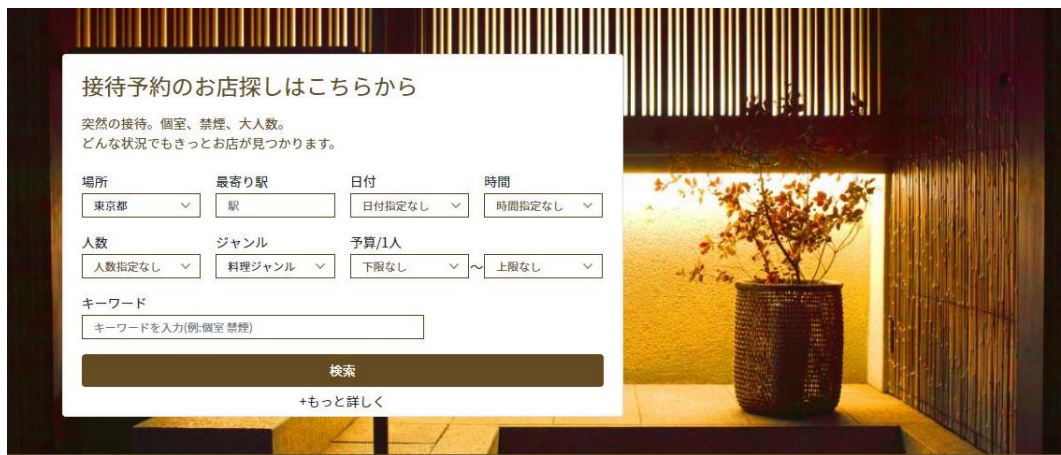 接待予約のお店探しはこちらから
突然の接待。個室、禁煙、大人数。
どんな状況でもきっとお店が見つかります。
場所 最寄り駅 日付 時間
東京都 駅 日付指定なし 時間指定なし
人数 ジャンル 予算/1人
人数指定なし 料理ジャンル 下限なし ～ 上限なし
キーワード
キーワードを入力(例:個室 禁煙)
検索
+もっと詳しく